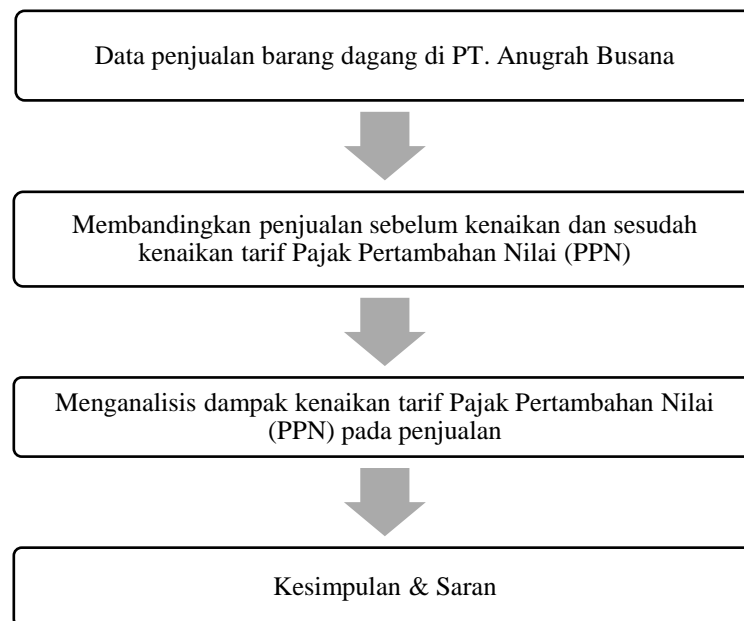 Data penjualan barang dagang di PT. Anugrah Busana
Membandingkan penjualan sebelum kenaikan dan sesudah
kenaikan tarif Pajak Pertambahan Nilai (PPN)
Menganalisis dampak kenaikan tarif Pajak Pertambahan Nilai
(PPN) pada penjualan
Kesimpulan & Saran